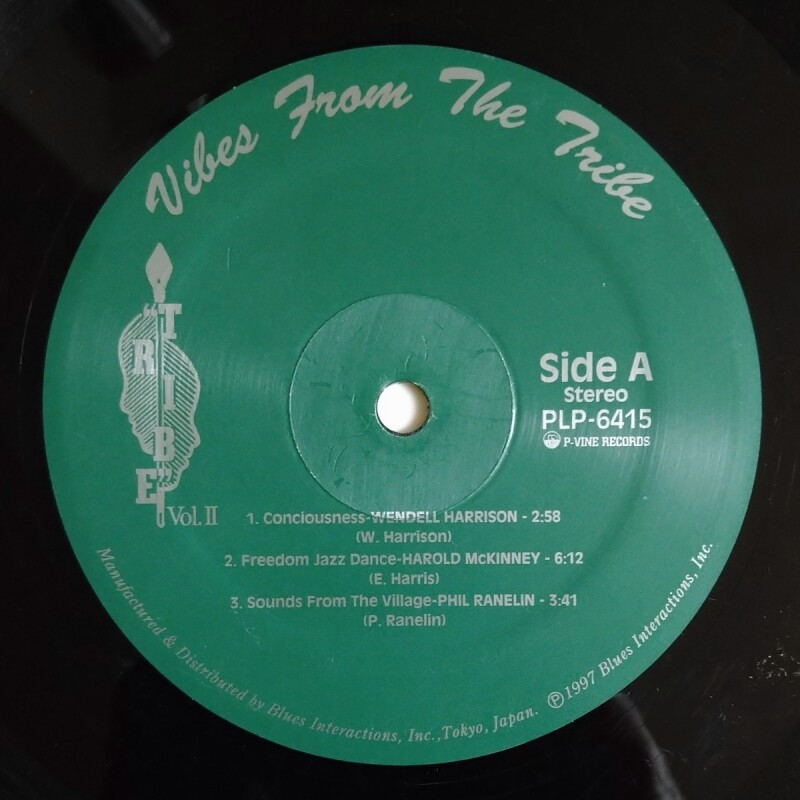 Vibes From The Tribe
"TRIBE"
Vol. II
Side A
Stereo
PLP-6415
P-VINE RECORDS
1. Conciousness-WENDELL HARRISON - 2:58
(W. Harrison)
2. Freedom Jazz Dance-HAROLD McKINNEY - 6:12
(E. Harris)
3. Sounds From The Village-PHIL RANELIN - 3:41
(P. Ranelin)
Manufactured & Distributed by Blues Interactions, Inc.,Tokyo, Japan. ℗1997 Blues Interactions, Inc.